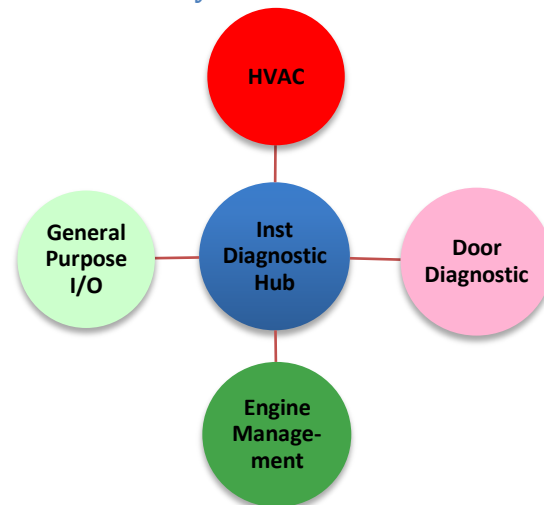 HVAC
General
Purpose
I/O
Inst
Diagnostic
Hub
Door
Diagnostic
Engine
Manage-
ment